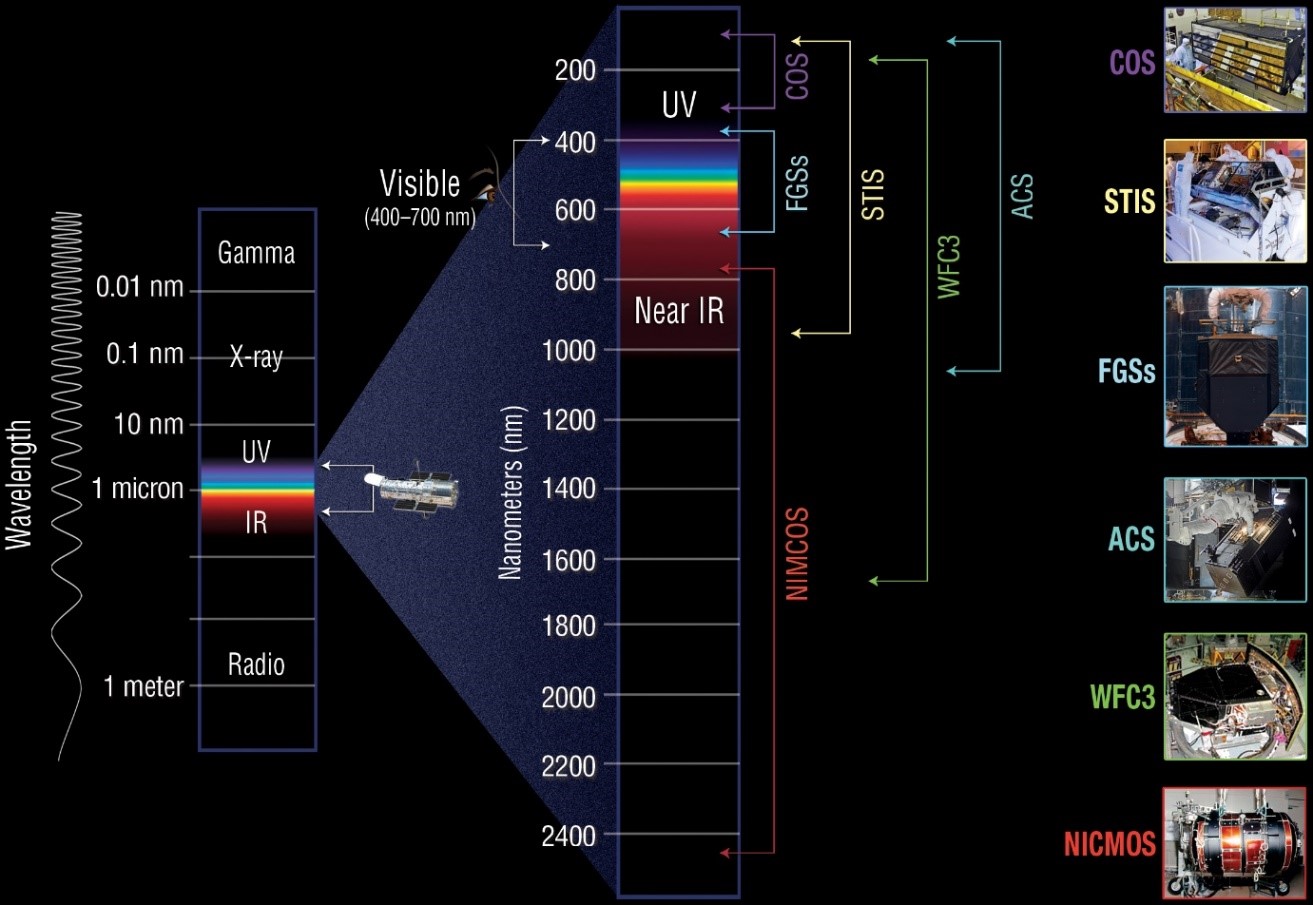 Wavelength
0.01 nm
0.1 nm
10 nm
1 micron
1 meter
Gamma
X-ray
UV
IR
Radio
Visible
(400–700 nm)
Nanometers (nm)
200
400
600
800
1000
1200
1400
1600
1800
2000
2200
2400
UV
Near IR
COS
FGSs
NIMCOS
STIS
WFC3
ACS
COS
STIS
FGSs
ACS
WFC3
NICMOS